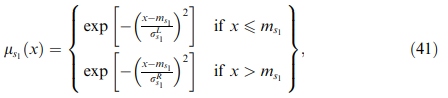 μ_{s_1}(x) = { exp[−((x−m_{s_1})/σ^L_{s_1})^2] if x ⩽ m_{s_1}
exp[−((x−m_{s_1})/σ^R_{s_1})^2] if x > m_{s_1} }, (41)